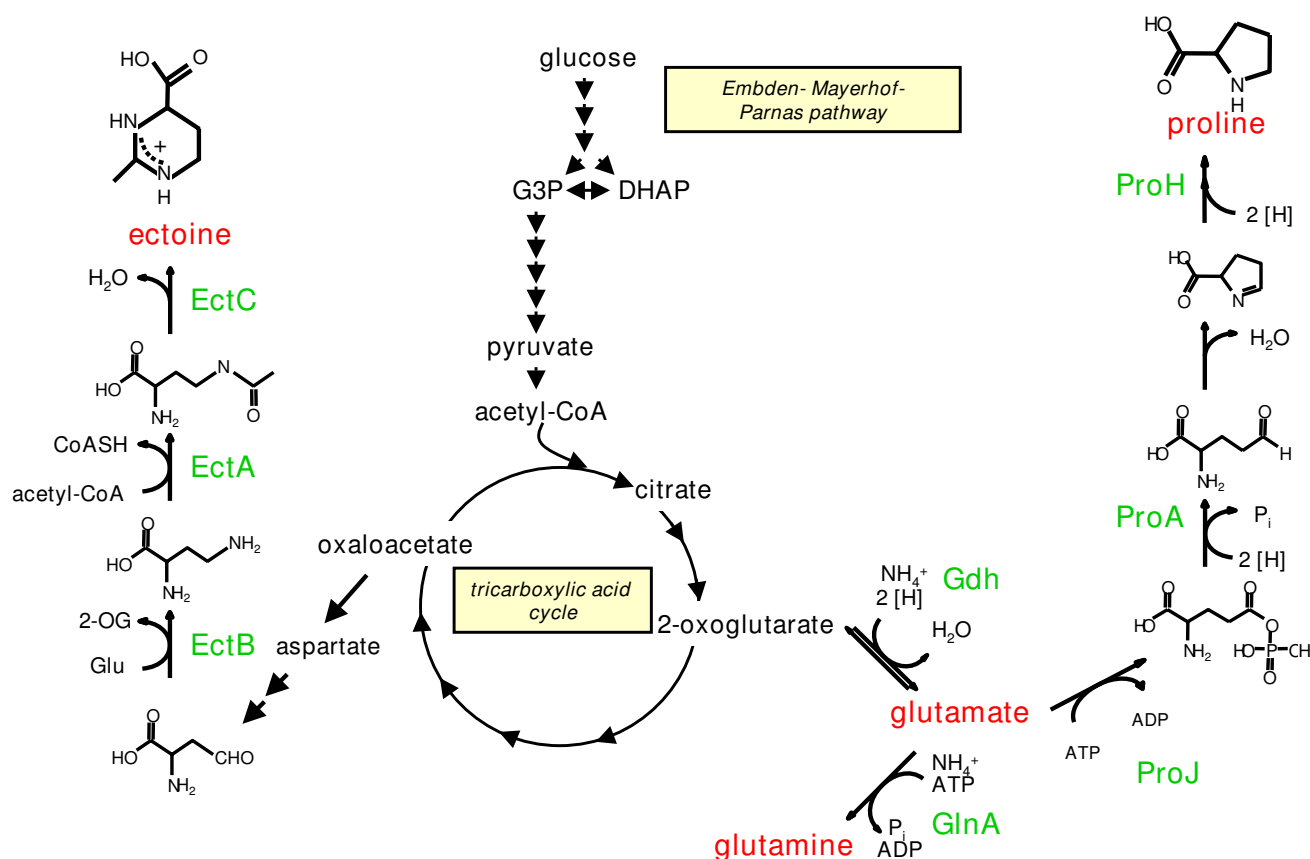 HO
O
HN
+
N
H
ectoine
H2O
EctC
O
HO
NH2
N
O
CoASH
EctA
acetyl-CoA
O
HO
NH2
NH2
2-OG
EctB
Glu
O
HO
CHO
NH2
glucose
Embden- Mayerhof-
Parnas pathway
G3P
DHAP
pyruvate
acetyl-CoA
citrate
oxaloacetate
tricarboxylic acid
cycle
2-oxoglutarate
aspartate
NH4+
2 [H]
Gdh
H2O
glutamate
NH4+
ATP
GlnA
Pi
ADP
glutamine
ATP
ADP
ProJ
O
HO
NH2
O
O
HO
P
O
ProA
Pi
2 [H]
O
HO
NH2
O
H
H2O
HO
O
N
ProH
2 [H]
proline
HO
O
N
H